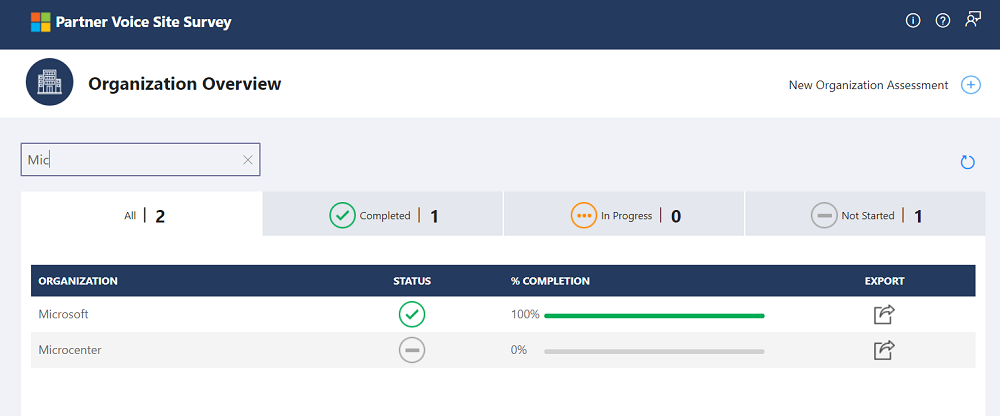 Partner Voice Site Survey
Organization Overview
New Organization Assessment
Mic
All | 2
Completed | 1
In Progress | 0
Not Started | 1
ORGANIZATION STATUS % COMPLETION EXPORT
Microsoft 100%
Microcenter 0%